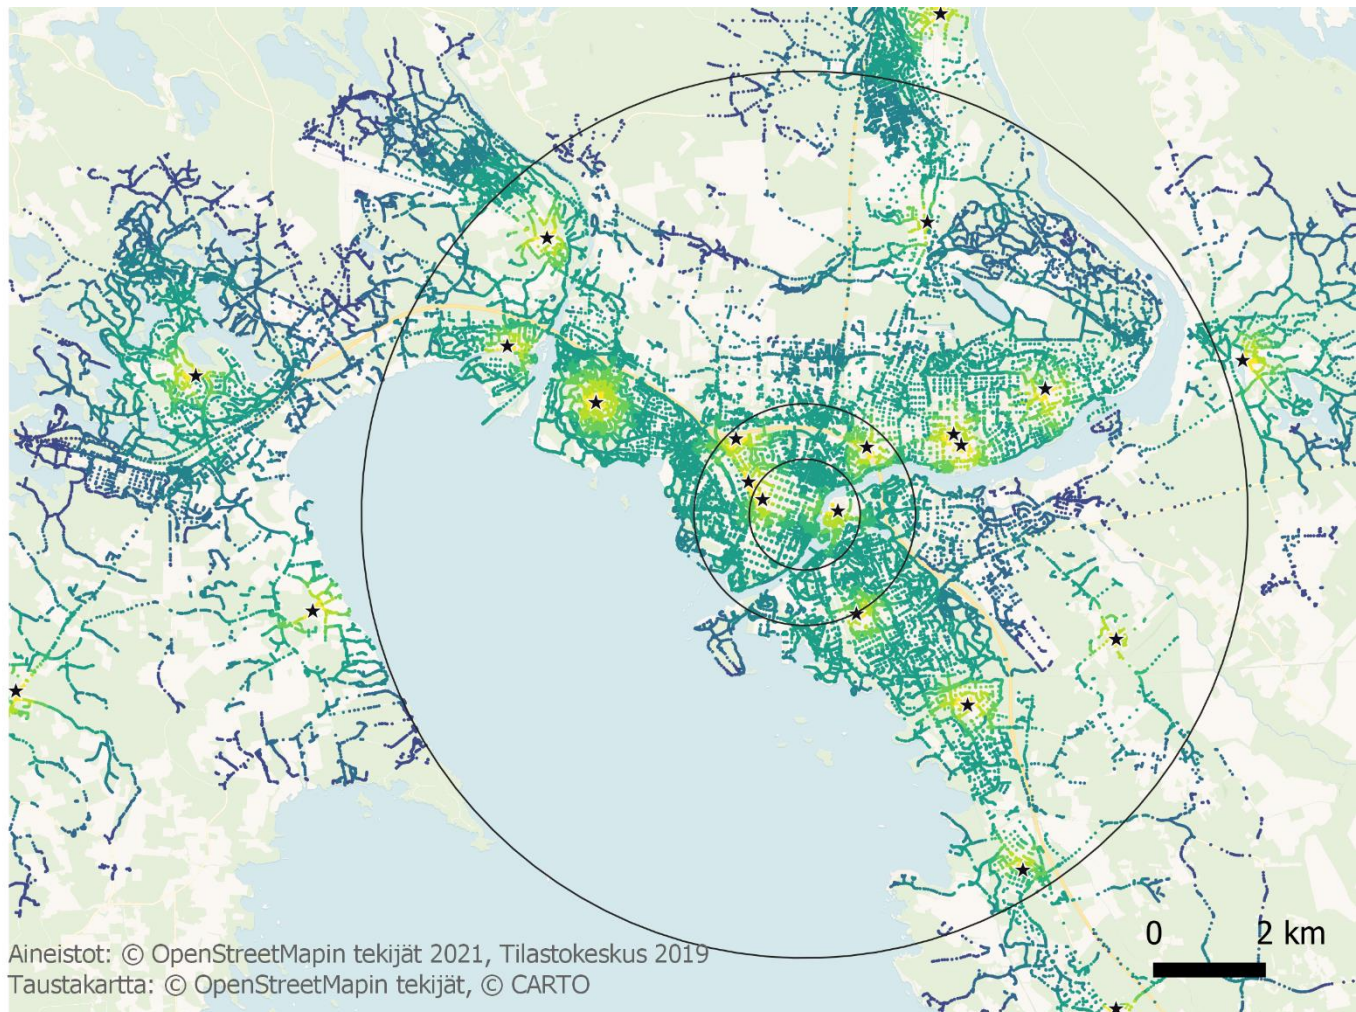 0 2 km
Aineistot: © OpenStreetMapin tekijät 2021, Tilastokeskus 2019
Taustakartta: © OpenStreetMapin tekijät, © CARTO